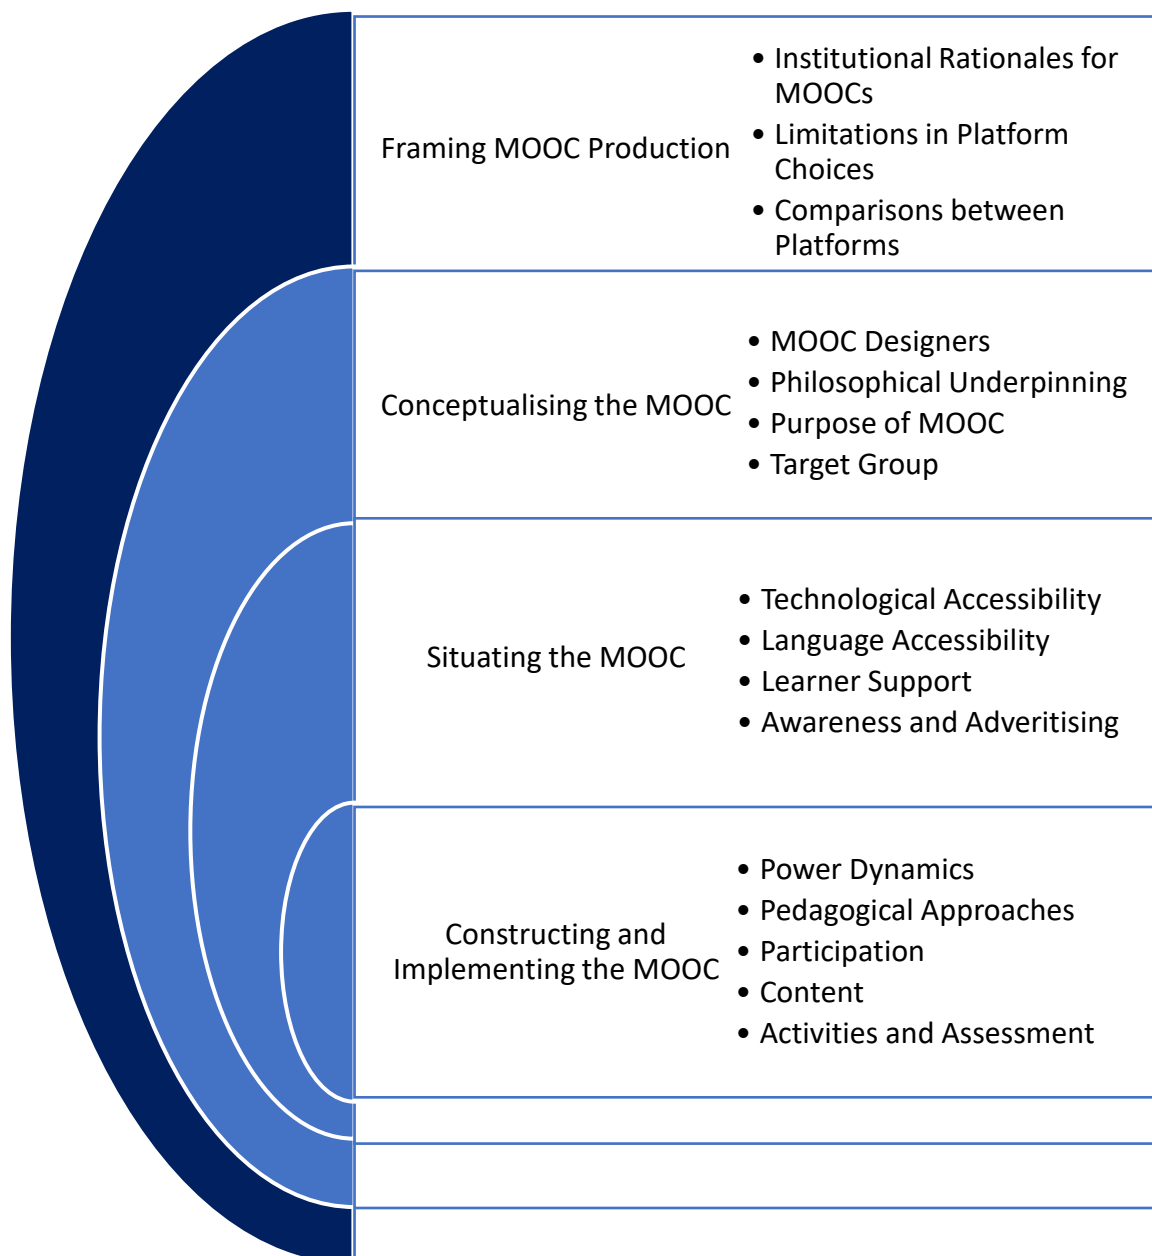 Framing MOOC Production
• Institutional Rationales for
MOOCs
• Limitations in Platform
Choices
• Comparisons between
Platforms
Conceptualising the MOOC
• MOOC Designers
• Philosophical Underpinning
• Purpose of MOOC
• Target Group
Situating the MOOC
• Technological Accessibility
• Language Accessibility
• Learner Support
• Awareness and Adveritising
Constructing and
Implementing the MOOC
• Power Dynamics
• Pedagogical Approaches
• Participation
• Content
• Activities and Assessment